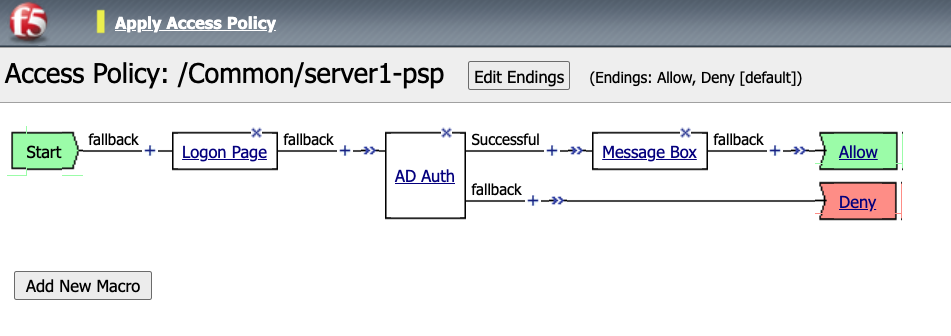 f5
Apply Access Policy
Access Policy: /Common/server1-psp Edit Endings (Endings: Allow, Deny [default])
Start fallback + Logon Page fallback + AD Auth Successful + Message Box fallback + Allow
fallback + Deny
Add New Macro